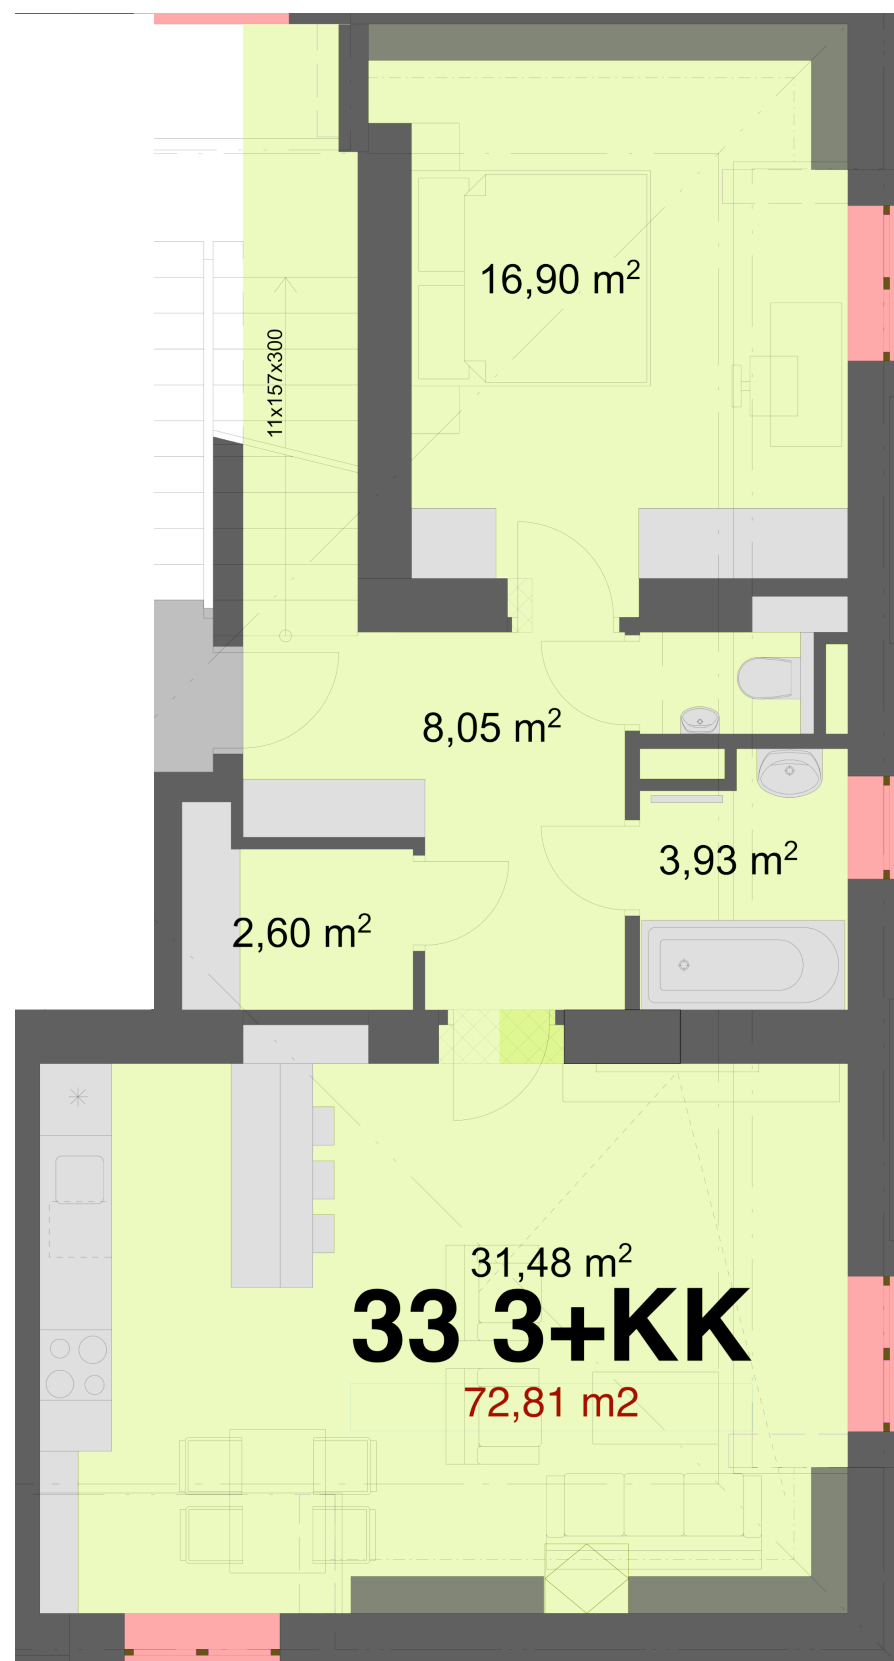 16,90 m²
11x157x300
8,05 m²
3,93 m²
2,60 m²
31,48 m²
33 3+KK
72,81 m2